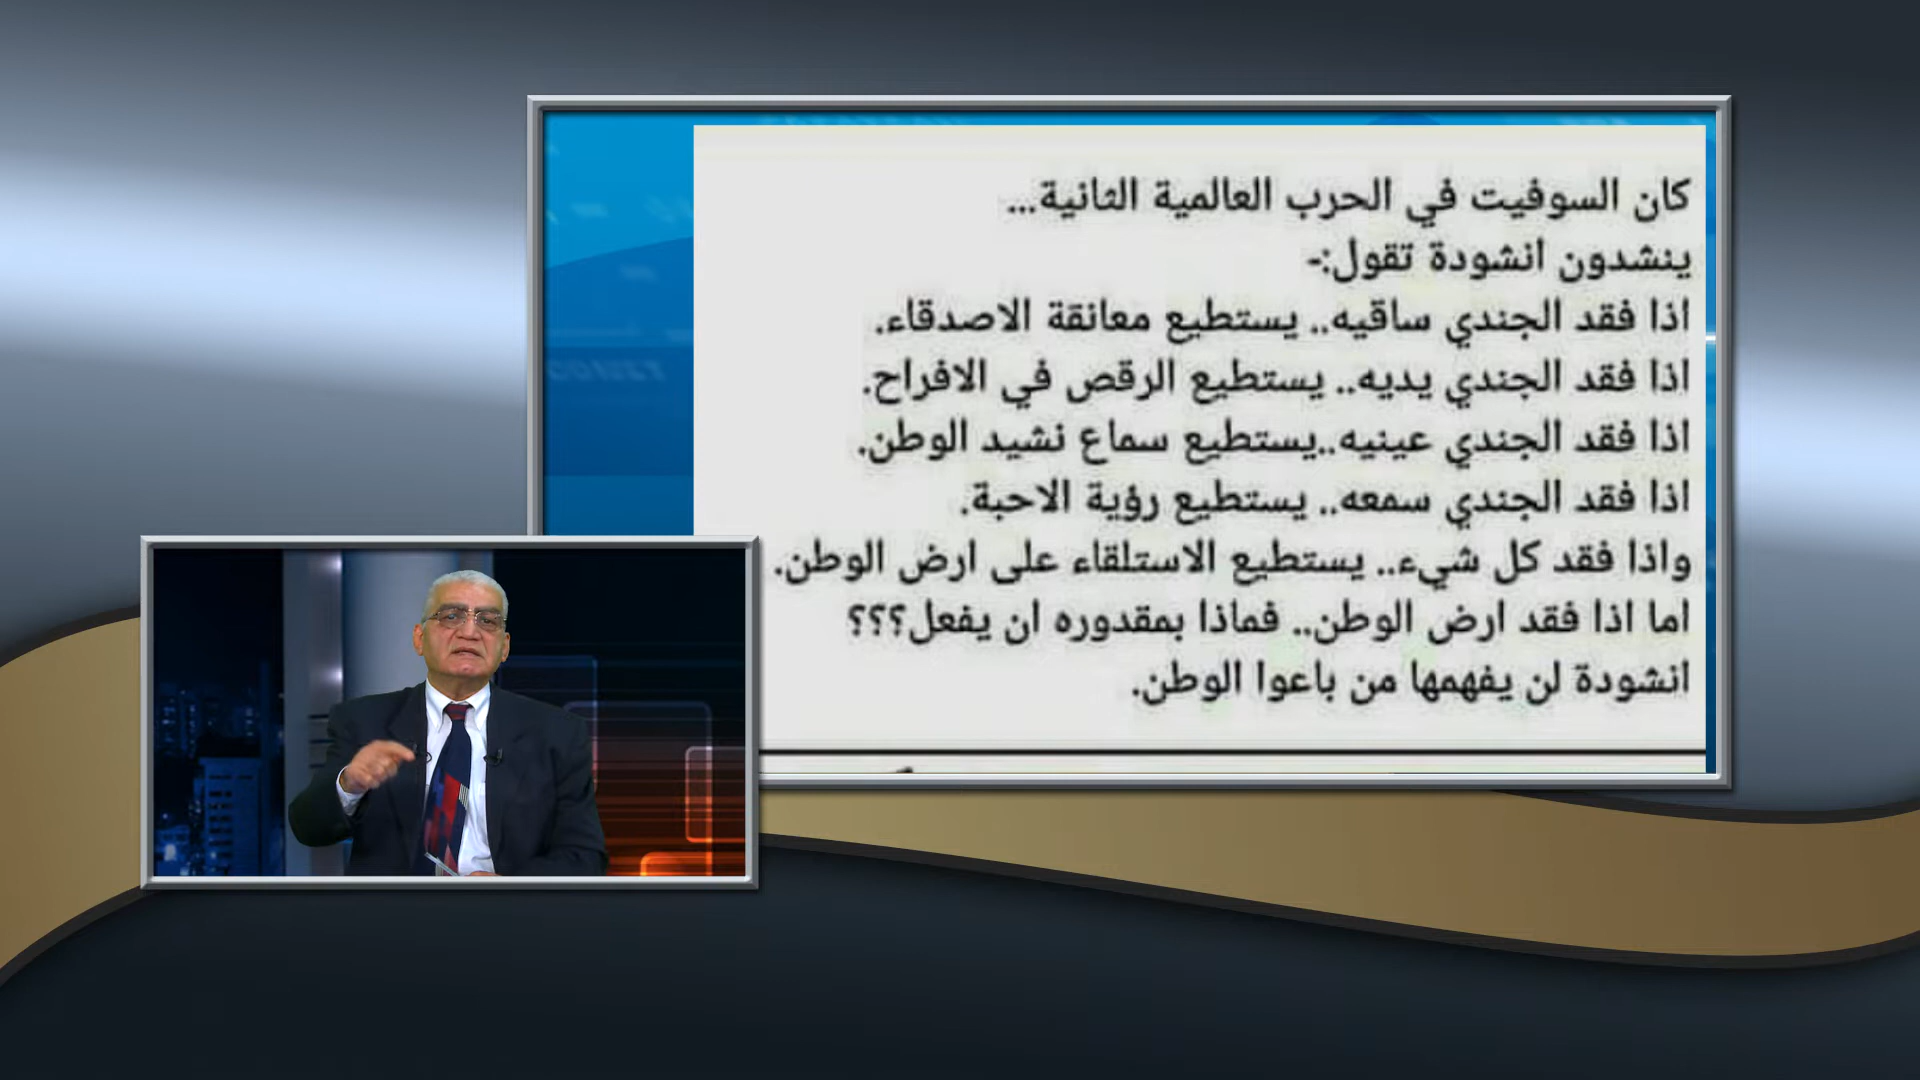 كان السوفيت في الحرب العالمية الثانية...
ينشدون انشودة تقول:-
اذا فقد الجندي ساقيه.. يستطيع معانقة الاصدقاء.
اذا فقد الجندي يديه.. يستطيع الرقص في الافراح.
اذا فقد الجندي عينيه..يستطيع سماع نشيد الوطن.
اذا فقد الجندي سمعه.. يستطيع رؤية الاحبة.
واذا فقد كل شيء.. يستطيع الاستلقاء على ارض الوطن.
اما اذا فقد ارض الوطن.. فماذا بمقدوره ان يفعل؟؟؟
انشودة لن يفهمها من باعوا الوطن.